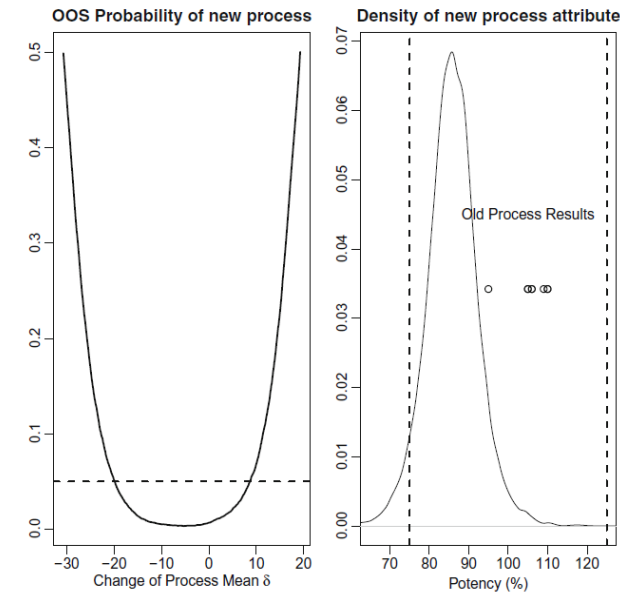 OOS Probability of new process
0.5
0.4
0.3
0.2
0.1
0.0
−30 −20 −10 0 10 20
Change of Process Mean δ
Density of new process attribute
0.07
0.06
0.05
0.04
0.03
0.02
0.01
0.00
Old Process Results
70 80 90 100 110 120
Potency (%)